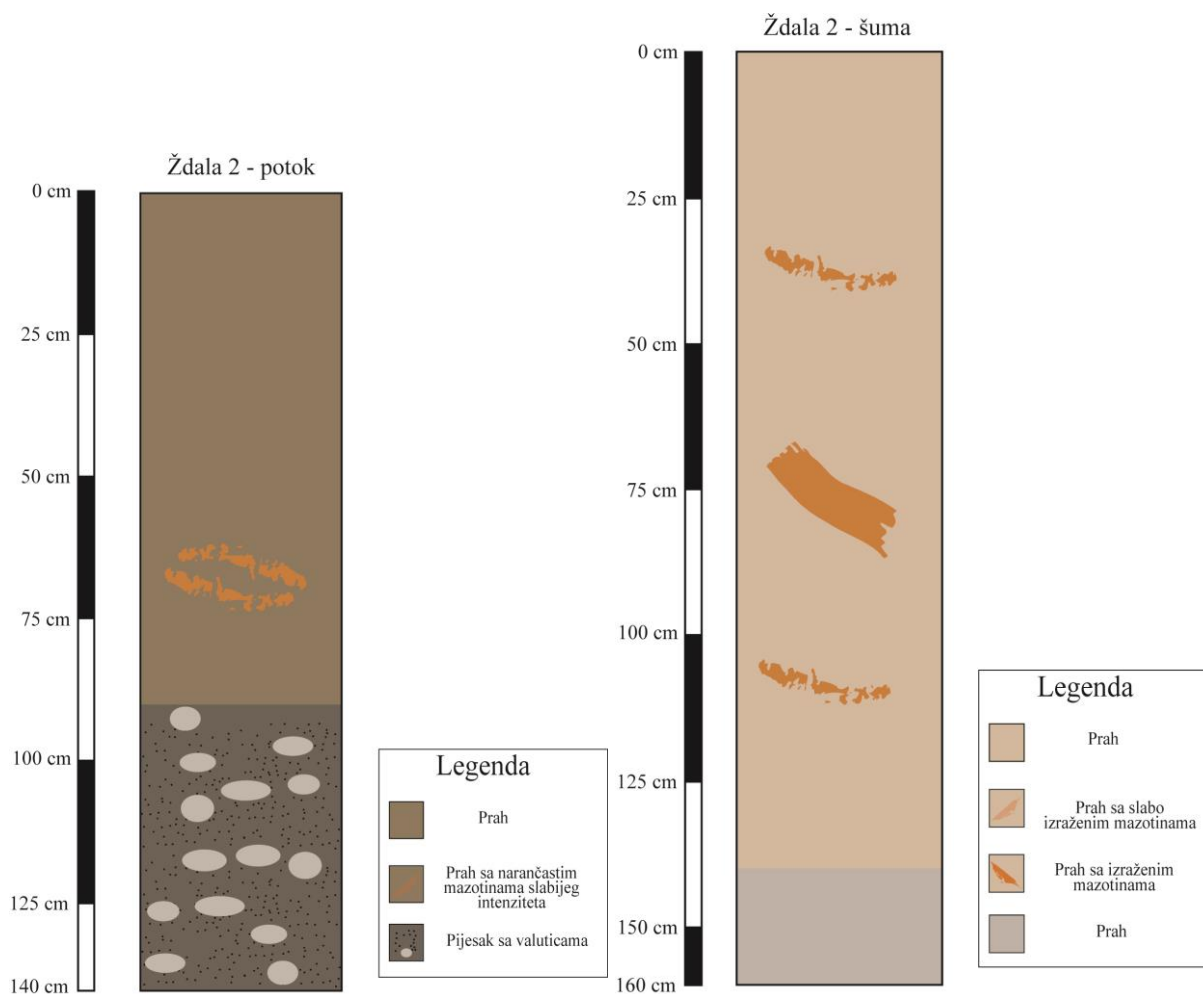 Ždala 2 - potok
0 cm
25 cm
50 cm
75 cm
100 cm
125 cm
140 cm
Legenda
Prah
Prah sa narančastim
mazotinama slabijeg
intenziteta
Pijesak sa valuticama
Ždala 2 - šuma
0 cm
25 cm
50 cm
75 cm
100 cm
125 cm
150 cm
160 cm
Legenda
Prah
Prah sa slabo
izraženim mazotinama
Prah sa izraženim
mazotinama
Prah